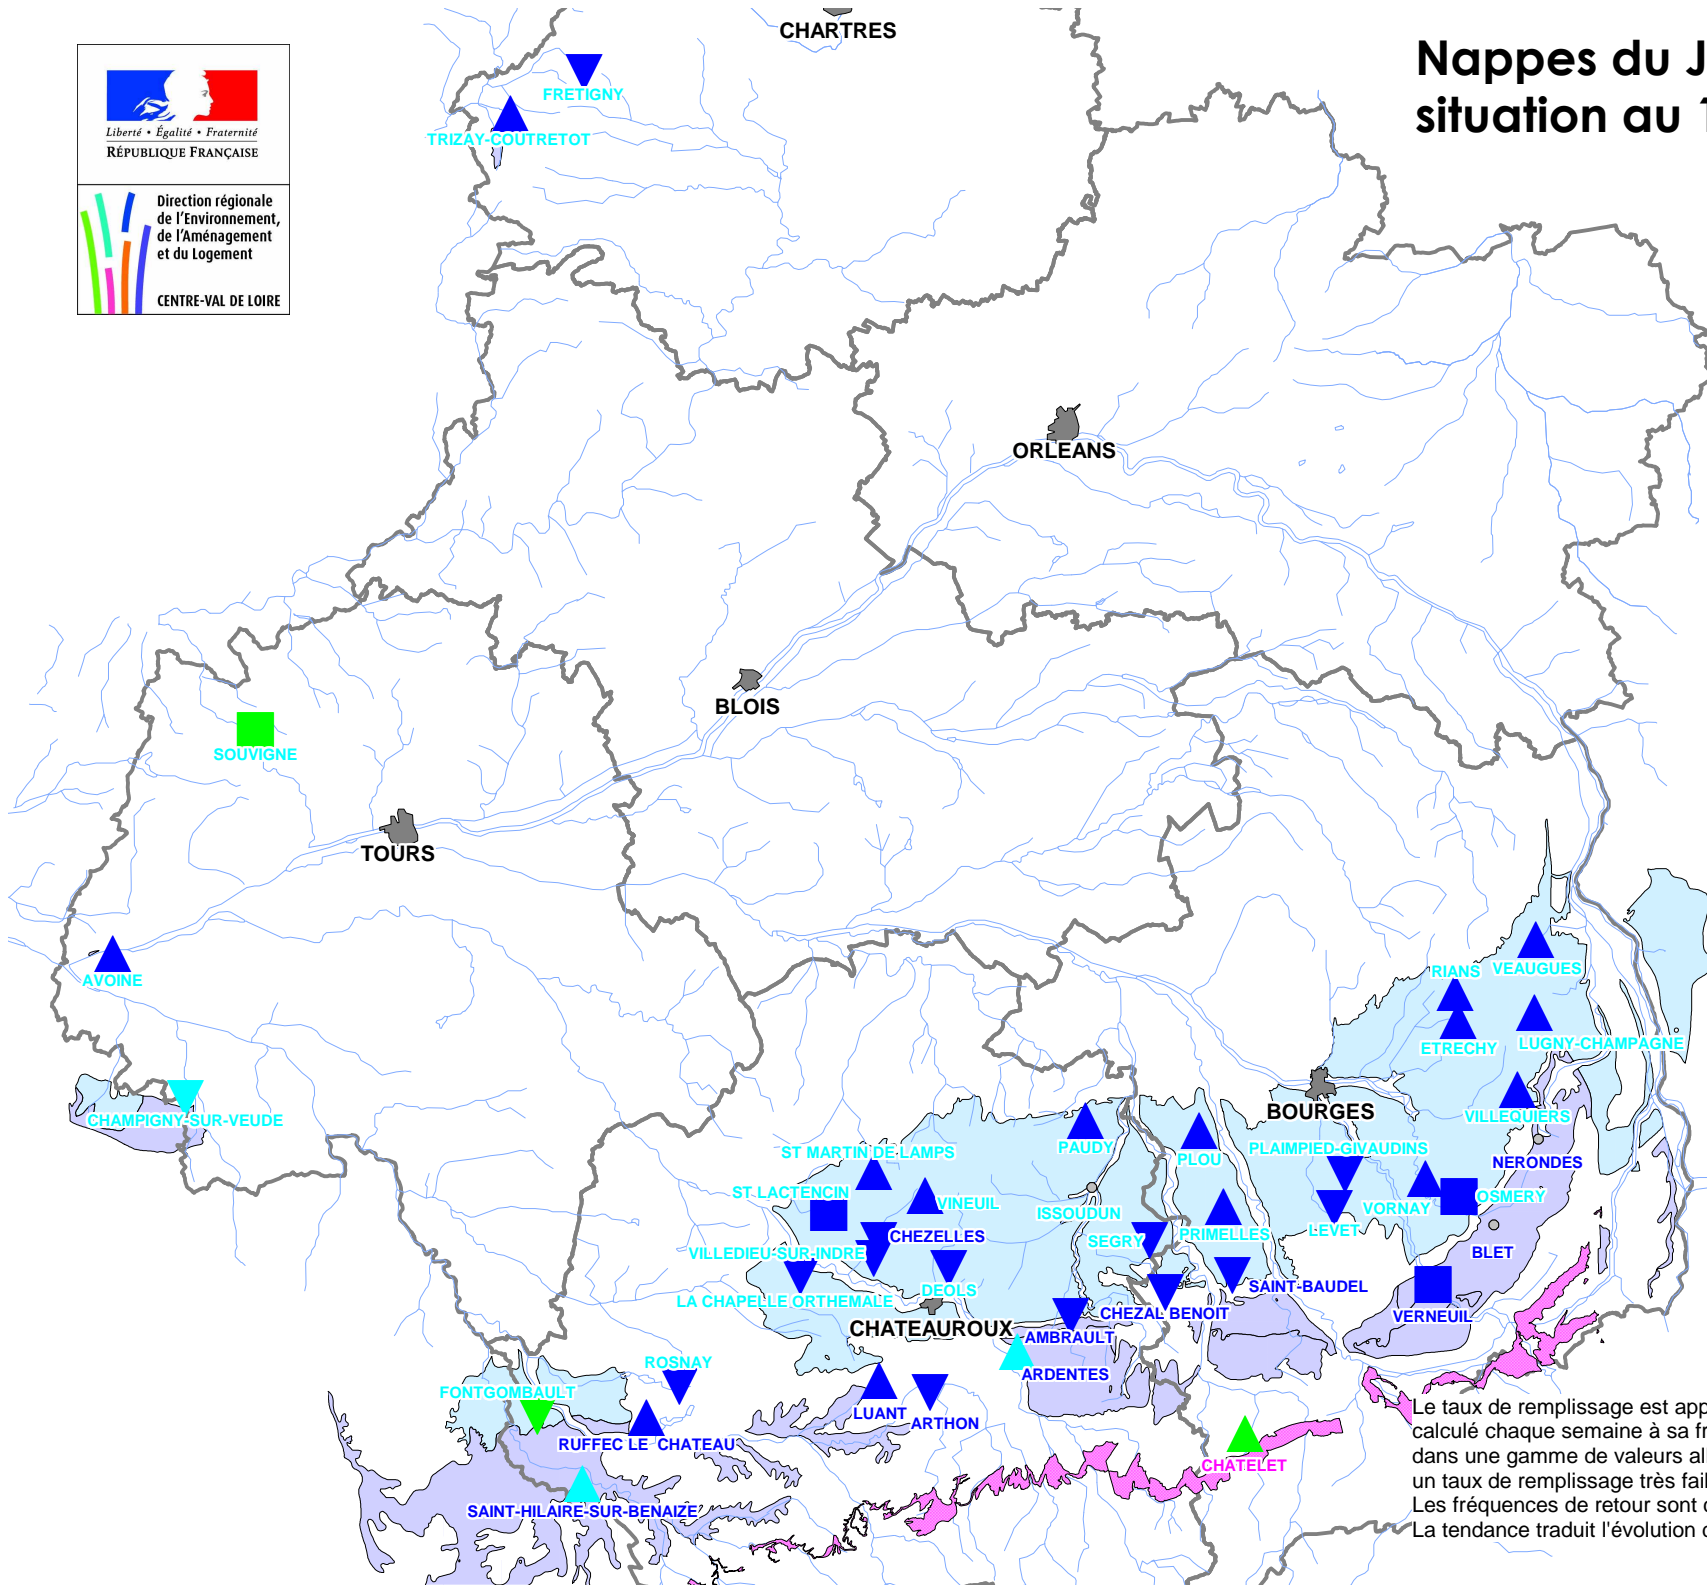 CHARTRES
Nappes du J
situation au 1
Liberté • Égalité • Fraternité
RÉPUBLIQUE FRANÇAISE
Direction régionale
de l'Environnement,
de l'Aménagement
et du Logement
CENTRE-VAL DE LOIRE
FRETIGNY
TRIZAY-COUTRETOT
ORLEANS
BLOIS
SOUVIGNE
TOURS
AVOINE
RIANS
VEAUGUES
ETRECHY
LUGNY-CHAMPAGNE
CHAMPIGNY-SUR-VEUDE
BOURGES
VILLEQUIERS
ST MARTIN DE LAMPS
PAUDY
PLOU
PLAIMPIED-GIVAUDINS
NERONDES
ST LACTENCIN
VINEUIL
ISSOUDUN
VORNAY
OSMERY
CHEZELLES
SEGRY
PRIMELLES
LEVET
VILLEDIEU-SUR-INDRE
BLET
DEOLS
SAINT-BAUDEL
LA CHAPELLE ORTHEMALE
CHEZAL BENOIT
VERNEUIL
CHATEAUROUX
AMBRAULT
ROSNAY
ARDENTES
FONTGOMBAULT
LUANT
ARTHON
RUFFEC LE CHATEAU
CHATELET
SAINT-HILAIRE-SUR-BENAIZE
Le taux de remplissage est app
calculé chaque semaine à sa fr
dans une gamme de valeurs all
un taux de remplissage très fail
Les fréquences de retour sont
La tendance traduit l'évolution